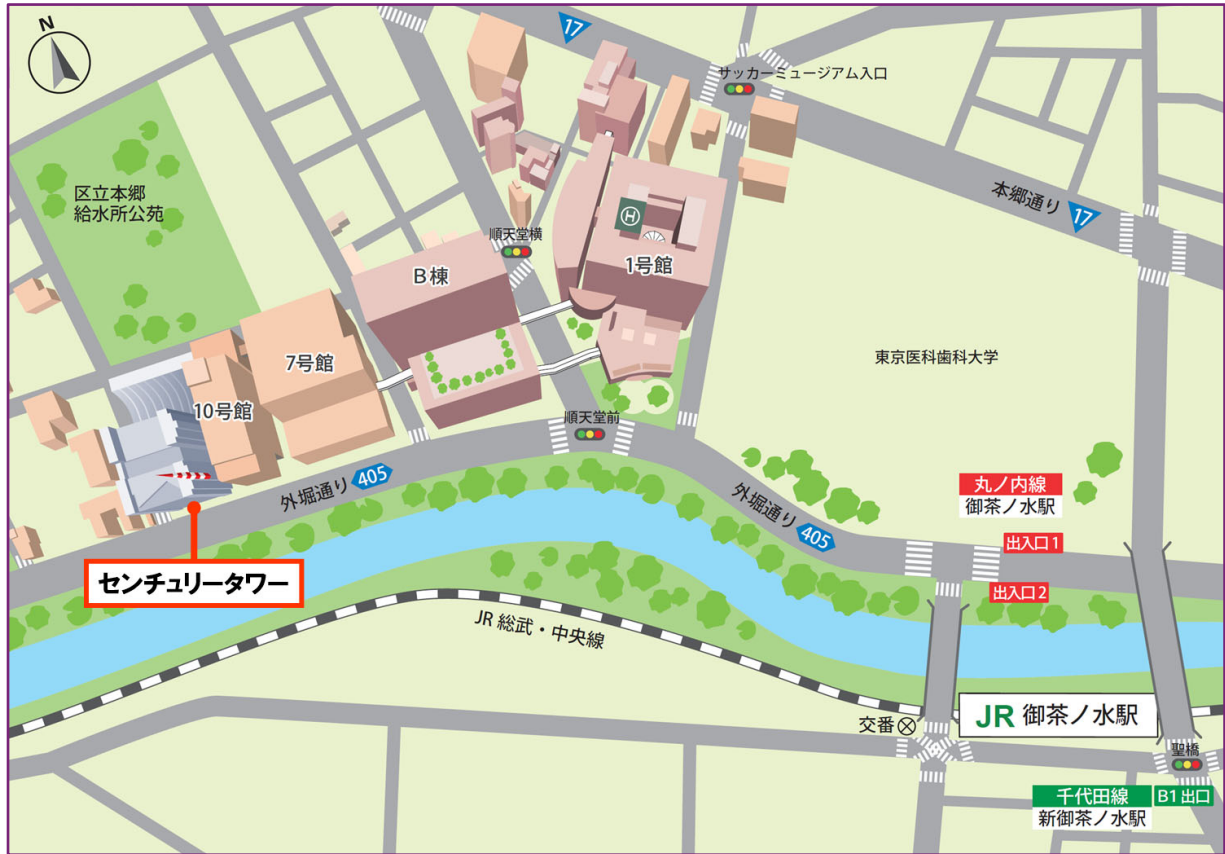 N
17
サッカーミュージアム入口
区立本郷
給水所公苑
本郷通り 17
順天堂横
H
1号館
B棟
東京医科歯科大学
7号館
10号館
順天堂前
外堀通り 405
外堀通り 405
丸ノ内線
御茶ノ水駅
出入口1
センチュリータワー
出入口2
JR 総武・中央線
交番
JR 御茶ノ水駅
聖橋
千代田線 B1出口
新御茶ノ水駅